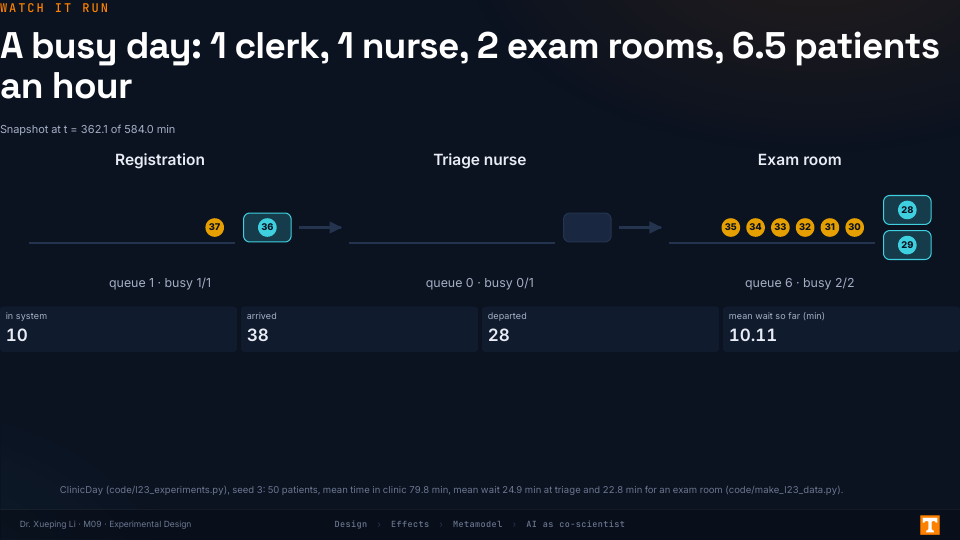 WATCH IT RUN
A busy day: 1 clerk, 1 nurse, 2 exam rooms, 6.5 patients
an hour
Snapshot at t = 362.1 of 584.0 min
Registration
Triage nurse
Exam room
37
36
35
34
33
32
31
30
28
29
queue 1 · busy 1/1
queue 0 · busy 0/1
queue 6 · busy 2/2
in system
10
arrived
38
departed
28
mean wait so far (min)
10.11
ClinicDay (code/l23_experiments.py), seed 3: 50 patients, mean time in clinic 79.8 min, mean wait 24.9 min at triage and 22.8 min for an exam room (code/make_l23_data.py).
Dr. Xueping Li · M09 · Experimental Design
Design › Effects › Metamodel › AI as co-scientist
T